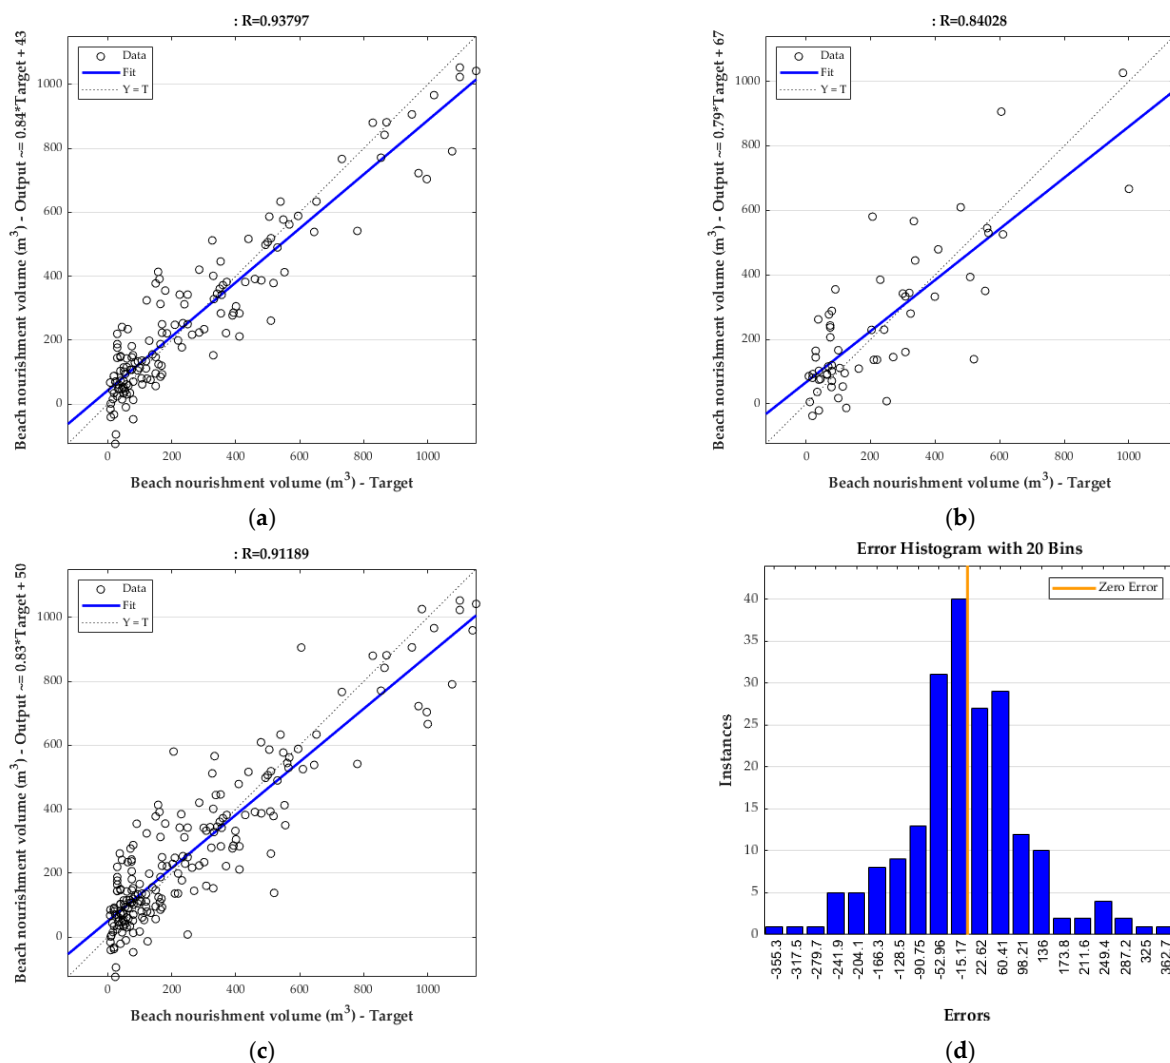 : R=0.93797
Beach nourishment volume (m³) - Output ~= 0.84*Target + 43
Data
Fit
Y = T
1000
800
600
400
200
0
0 200 400 600 800 1000
Beach nourishment volume (m³) - Target
(a)
: R=0.84028
Beach nourishment volume (m³) - Output ~= 0.79*Target + 67
Data
Fit
Y = T
1000
800
600
400
200
0
0 200 400 600 800 1000
Beach nourishment volume (m³) - Target
(b)
: R=0.91189
Beach nourishment volume (m³) - Output ~= 0.83*Target + 50
Data
Fit
Y = T
1000
800
600
400
200
0
0 200 400 600 800 1000
Beach nourishment volume (m³) - Target
(c)
Error Histogram with 20 Bins
Zero Error
Instances
40
35
30
25
20
15
10
5
0
-355.3 -317.5 -279.7 -241.9 -204.1 -166.3 -128.5 -90.75 -52.96 -15.17 22.62 60.41 98.21 136 173.8 211.6 249.4 287.2 325 362.7
Errors
(d)